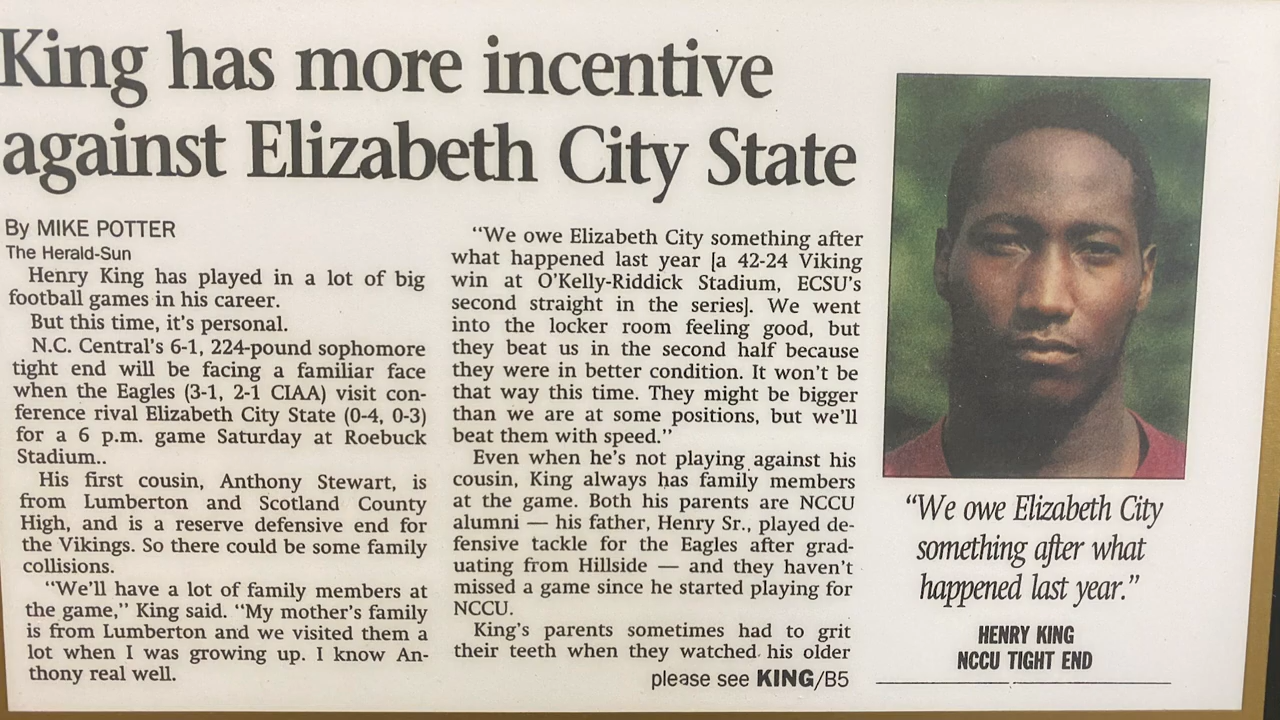 King has more incentive
against Elizabeth City State
By MIKE POTTER
The Herald-Sun
Henry King has played in a lot of big
football games in his career.
But this time, it's personal.
N.C. Central's 6-1, 224-pound sophomore
tight end will be facing a familiar face
when the Eagles (3-1, 2-1 CIAA) visit con-
ference rival Elizabeth City State (0-4, 0-3)
for a 6 p.m. game Saturday at Roebuck
Stadium..
His first cousin, Anthony Stewart, is
from Lumberton and Scotland County
High, and is a reserve defensive end for
the Vikings. So there could be some family
collisions.
"We'll have a lot of family members at
the game," King said. "My mother's family
is from Lumberton and we visited them a
lot when I was growing up. I know An-
thony real well.
"We owe Elizabeth City something after
what happened last year [a 42-24 Viking
win at O'Kelly-Riddick Stadium, ECSU's
second straight in the series]. We went
into the locker room feeling good, but
they beat us in the second half because
they were in better condition. It won't be
that way this time. They might be bigger
than we are at some positions, but we'll
beat them with speed."
Even when he's not playing against his
cousin, King always has family members
at the game. Both his parents are NCCU
alumni — his father, Henry Sr., played de-
fensive tackle for the Eagles after grad-
uating from Hillside — and they haven't
missed a game since he started playing for
NCCU.
King's parents sometimes had to grit
their teeth when they watched his older
please see KING/B5
"We owe Elizabeth City
something after what
happened last year."
HENRY KING
NCCU TIGHT END